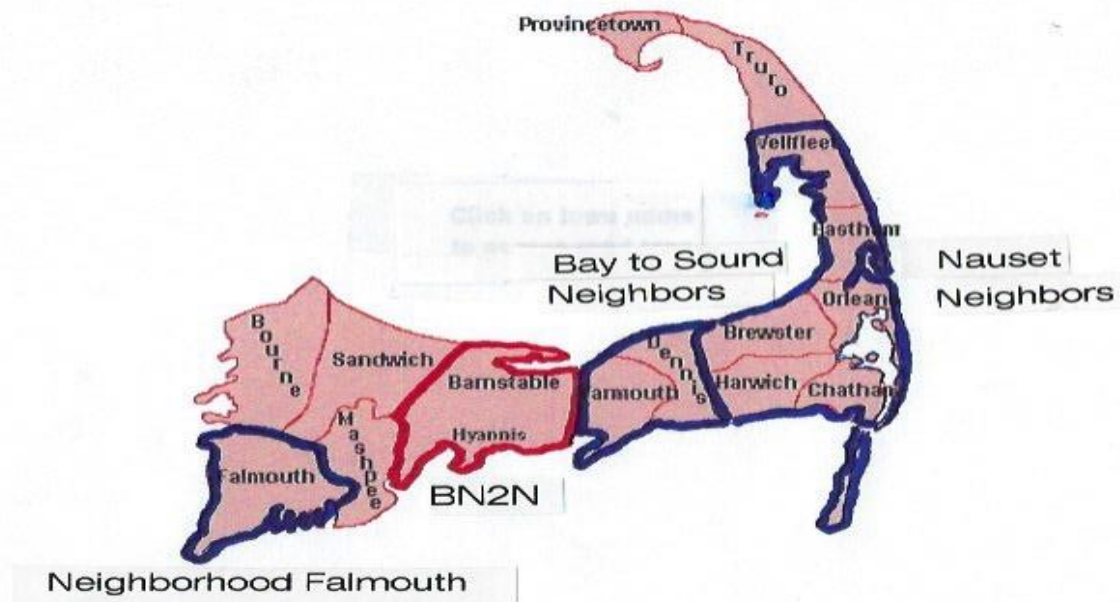 Provincetown
Truro
Wellfleet
Eastham
Bay to Sound
Neighbors
Nauset
Neighbors
Orleans
Bourne
Sandwich
Dennis
Brewster
Barnstable
Yarmouth
Harwich
Chatham
Mashpee
Hyannis
Falmouth
BN2N
Neighborhood Falmouth